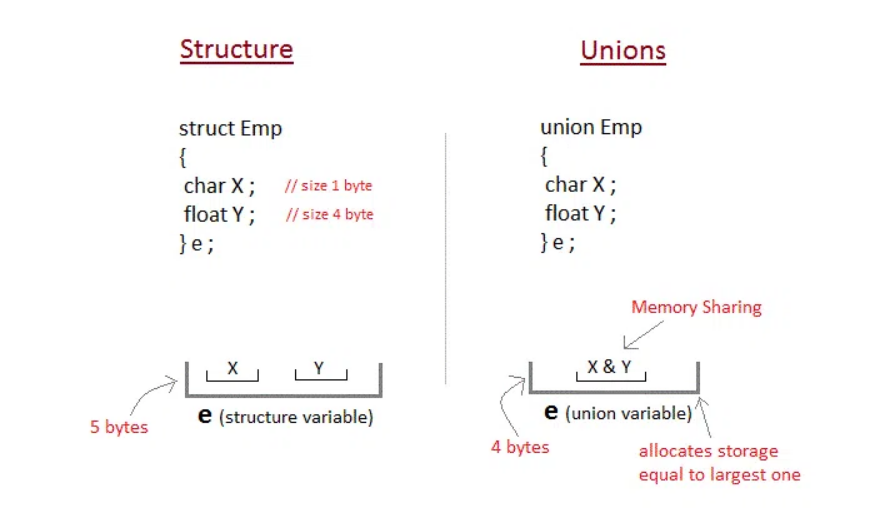 Structure
struct Emp
{
char X ; // size 1 byte
float Y ; // size 4 byte
} e ;
X Y
5 bytes
e (structure variable)
Unions
union Emp
{
char X ;
float Y ;
} e ;
Memory Sharing
X & Y
e (union variable)
4 bytes
allocates storage
equal to largest one